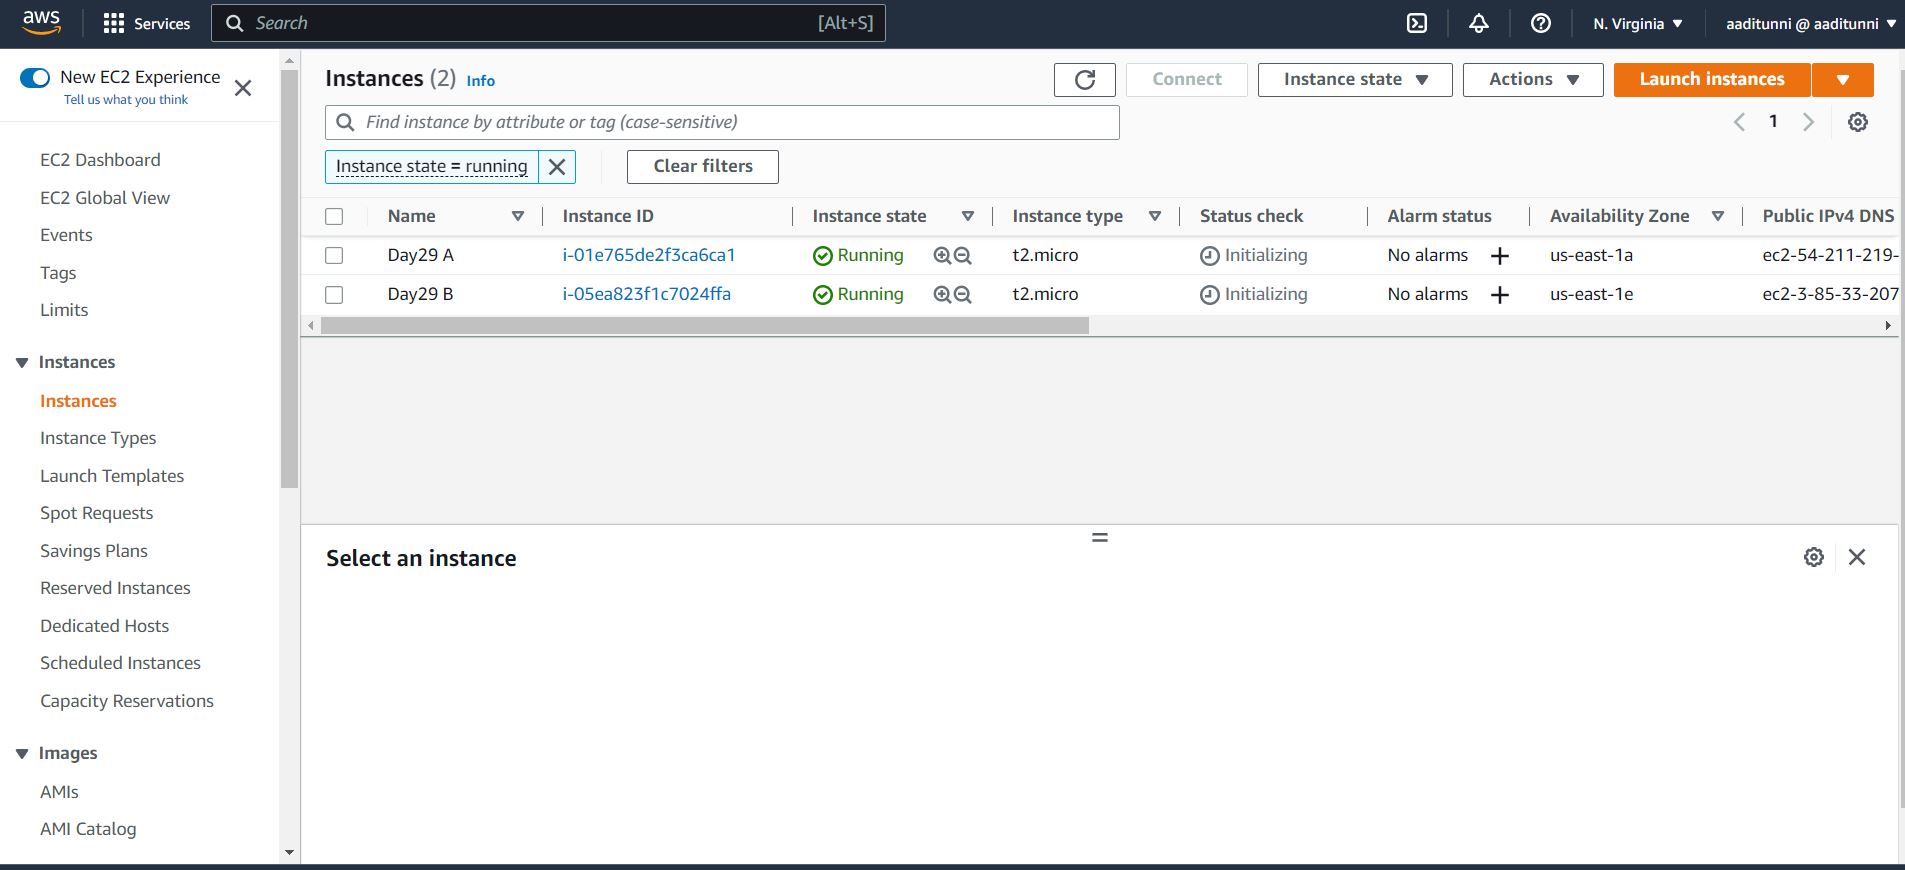 aws
Services
Search
[Alt+S]
N. Virginia
aaditunni @ aaditunni
New EC2 Experience
Tell us what you think
EC2 Dashboard
EC2 Global View
Events
Tags
Limits
Instances
Instances
Instance Types
Launch Templates
Spot Requests
Savings Plans
Reserved Instances
Dedicated Hosts
Scheduled Instances
Capacity Reservations
Images
AMIs
AMI Catalog
Instances (2) Info
Connect
Instance state
Actions
Launch instances
Find instance by attribute or tag (case-sensitive)
1
Instance state = running
Clear filters
Name Instance ID Instance state Instance type Status check Alarm status Availability Zone Public IPv4 DNS
Day29 A i-01e765de2f3ca6ca1 Running t2.micro Initializing No alarms us-east-1a ec2-54-211-219-
Day29 B i-05ea823f1c7024ffa Running t2.micro Initializing No alarms us-east-1e ec2-3-85-33-207
Select an instance